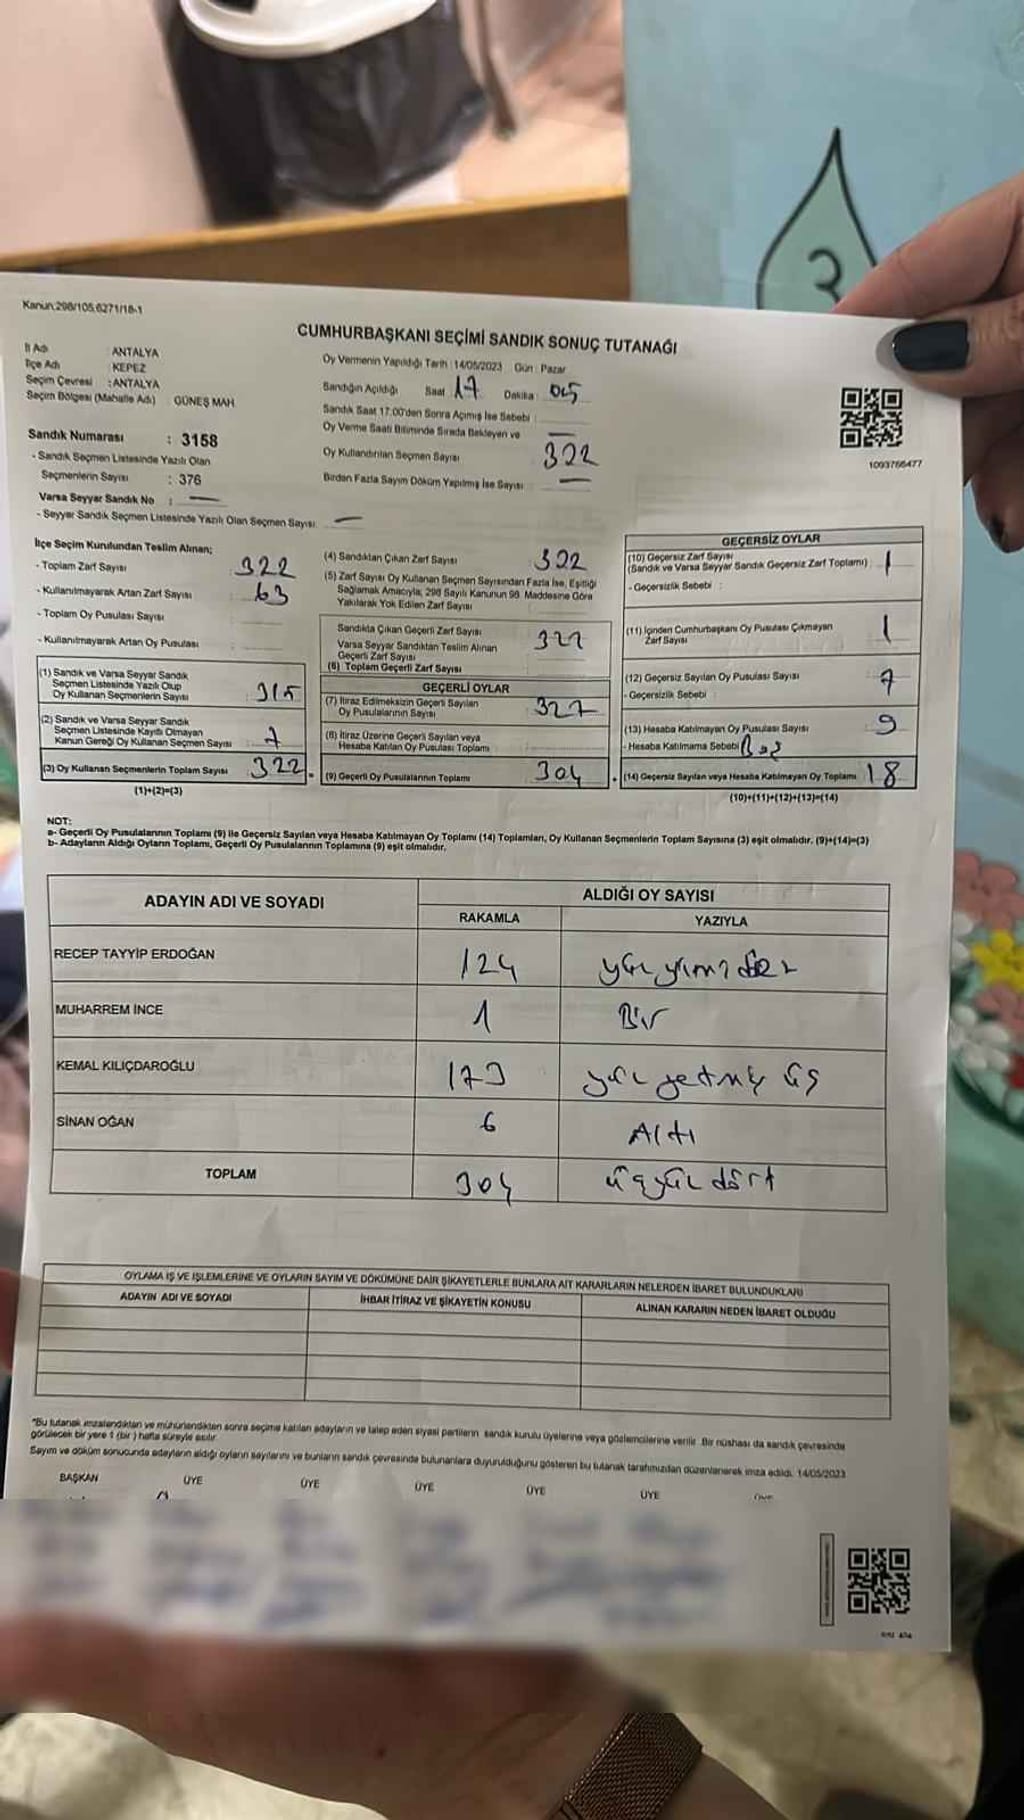 3
Kanun:298/105,6271/18-1
CUMHURBAŞKANI SEÇİMİ SANDIK SONUÇ TUTANAĞI
İl Adı : ANTALYA
İlçe Adı : KEPEZ
Seçim Çevresi : ANTALYA
Seçim Bölgesi (Mahalle Adı) GÜNEŞ MAH.
Sandık Numarası : 3158
- Sandık Seçmen Listesinde Yazılı Olan
Seçmenlerin Sayısı : 376
Varsa Seyyar Sandık No : —
- Seyyar Sandık Seçmen Listesinde Yazılı Olan Seçmen Sayısı: —
Oy Vermenin Yapıldığı Tarih : 14/05/2023 Gün : Pazar
Sandığın Açıldığı Saat 17 Dakika : 05
Sandık Saat 17.00'den Sonra Açımış İse Sebebi :
Oy Verme Saati Bitiminde Sırada Bekleyen ve —
Oy Kullandırılan Seçmen Sayısı 322
Birden Fazla Sayım Döküm Yapılmış İse Sayısı : —
1093766477
İlçe Seçim Kurulundan Teslim Alınan;
- Toplam Zarf Sayısı 322
- Kullanılmayarak Artan Zarf Sayısı 63
- Toplam Oy Pusulası Sayısı
- Kullanılmayarak Artan Oy Pusulası
(1) Sandık ve Varsa Seyyar Sandık
Seçmen Listesinde Yazılı Olup
Oy Kullanan Seçmenlerin Sayısı 315
(2) Sandık ve Varsa Seyyar Sandık
Seçmen Listesinde Kayıtlı Olmayan
Kanun Gereği Oy Kullanan Seçmen Sayısı 7
(3) Oy Kullanan Seçmenlerin Toplam Sayısı 322
(1)+(2)=(3)
(4) Sandıktan Çıkan Zarf Sayısı 322
(5) Zarf Sayısı Oy Kullanan Seçmen Sayısından Fazla İse, Eşitliği
Sağlamak Amacıyla, 298 Sayılı Kanunun 98. Maddesine Göre
Yakılarak Yok Edilen Zarf Sayısı
Sandıkta Çıkan Geçerli Zarf Sayısı 322
Varsa Seyyar Sandıktan Teslim Alınan
Geçerli Zarf Sayısı
(6) Toplam Geçerli Zarf Sayısı
GEÇERLİ OYLAR
(7) İtiraz Edilmeksizin Geçerli Sayılan
Oy Pusulalarının Sayısı 322
(8) İtiraz Üzerine Geçerli Sayılan veya
Hesaba Katılan Oy Pusulası Toplamı
(9) Geçerli Oy Pusulalarının Toplamı 304
GEÇERSİZ OYLAR
(10) Geçersiz Zarf Sayısı
(Sandık ve Varsa Seyyar Sandık Geçersiz Zarf Toplamı) : 1
- Geçersizlik Sebebi :
(11) İçinden Cumhurbaşkanı Oy Pusulası Çıkmayan
Zarf Sayısı 1
(12) Geçersiz Sayılan Oy Pusulası Sayısı 7
- Geçersizlik Sebebi :
(13) Hesaba Katılmayan Oy Pusulası Sayısı 9
- Hesaba Katılmama Sebebi Boş
(14) Geçersiz Sayılan veya Hesaba Katılmayan Oy Toplamı 18
(10)+(11)+(12)+(13)=(14)
NOT:
a- Geçerli Oy Pusulalarının Toplamı (9) ile Geçersiz Sayılan veya Hesaba Katılmayan Oy Toplamı (14) Toplamları, Oy Kullanan Seçmenlerin Toplam Sayısına (3) eşit olmalıdır. (9)+(14)=(3)
b- Adayların Aldığı Oyların Toplamı, Geçerli Oy Pusulalarının Toplamına (9) eşit olmalıdır.
ADAYIN ADI VE SOYADI ALDIĞI OY SAYISI
RAKAMLA YAZIYLA
RECEP TAYYİP ERDOĞAN 124
MUHARREM İNCE 1 Bir
KEMAL KILIÇDAROĞLU 173 yüz yetmiş üç
SİNAN OĞAN 6 Altı
TOPLAM 304 üçyüz dört
OYLAMA İŞ VE İŞLEMLERİNE VE OYLARIN SAYIM VE DÖKÜMÜNE DAİR ŞİKAYETLERLE BUNLARA AİT KARARLARIN NELERDEN İBARET BULUNDUKLARI
ADAYIN ADI VE SOYADI İHBAR İTİRAZ VE ŞİKAYETİN KONUSU ALINAN KARARIN NEDEN İBARET OLDUĞU
*Bu tutanak imzalandıktan ve mühürlendikten sonra seçime katılan adayların ve talep eden siyasi partilerin sandık kurulu üyelerine veya gözlemcilerine verilir. Bir nüshası da sandık çevresinde
görülecek bir yere 1 (bir ) hafta süreyle asılır.
Sayım ve döküm sonucunda adayların aldığı oyların sayılarını ve bunların sandık çevresinde bulunanlara duyurulduğunu gösteren bu tutanak tarafımızdan düzenlenerek imza edildi. 14/05/2023
BAŞKAN ÜYE ÜYE ÜYE ÜYE ÜYE